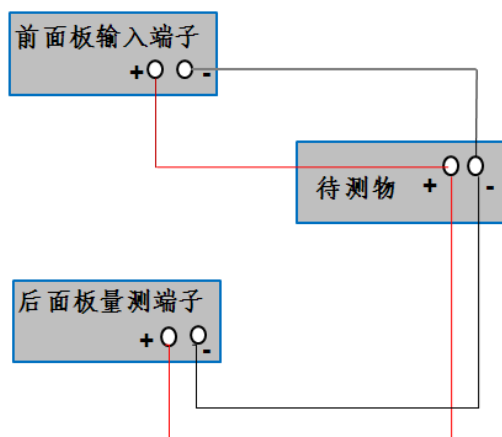 前面板输入端子
+ -
待测物 + -
后面板量测端子
+ -